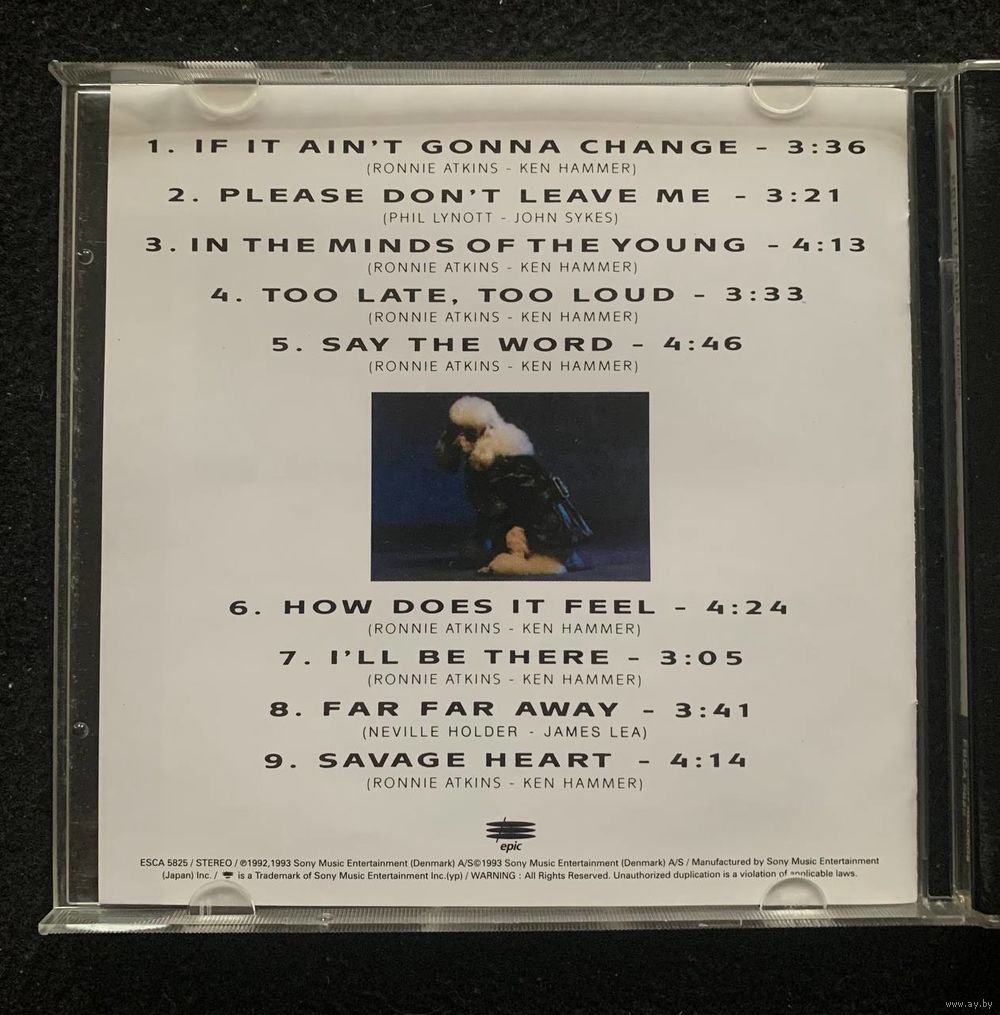 1. IF IT AIN'T GONNA CHANGE - 3:36
(RONNIE ATKINS - KEN HAMMER)
2. PLEASE DON'T LEAVE ME - 3:21
(PHIL LYNOTT - JOHN SYKES)
3. IN THE MINDS OF THE YOUNG - 4:13
(RONNIE ATKINS - KEN HAMMER)
4. TOO LATE, TOO LOUD - 3:33
(RONNIE ATKINS - KEN HAMMER)
5. SAY THE WORD - 4:46
(RONNIE ATKINS - KEN HAMMER)
6. HOW DOES IT FEEL - 4:24
(RONNIE ATKINS - KEN HAMMER)
7. I'LL BE THERE - 3:05
(RONNIE ATKINS - KEN HAMMER)
8. FAR FAR AWAY - 3:41
(NEVILLE HOLDER - JAMES LEA)
9. SAVAGE HEART - 4:14
(RONNIE ATKINS - KEN HAMMER)
epic
ESCA 5825 / STEREO / ℗1992,1993 Sony Music Entertainment (Denmark) A/S©1993 Sony Music Entertainment (Denmark) A/S / Manufactured by Sony Music Entertainment
(Japan) Inc. / is a Trademark of Sony Music Entertainment Inc.(yp) / WARNING : All Rights Reserved. Unauthorized duplication is a violation of applicable laws.
www.ay.by